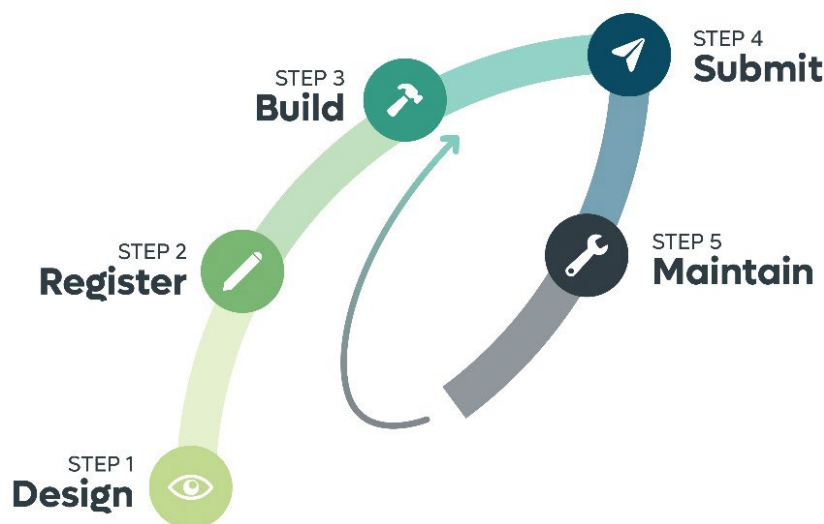 STEP 1
Design
STEP 2
Register
STEP 3
Build
STEP 4
Submit
STEP 5
Maintain